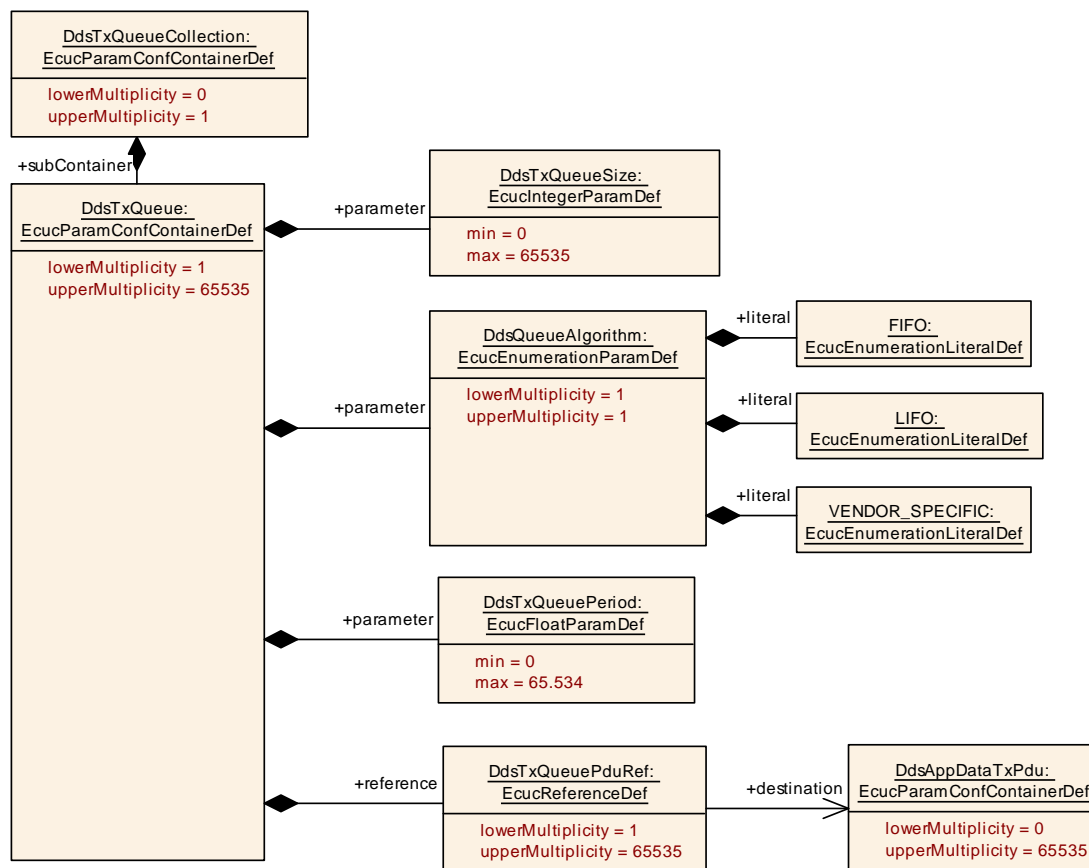 DdsTxQueueCollection:
EcucParamConfContainerDef
lowerMultiplicity = 0
upperMultiplicity = 1
+subContainer
DdsTxQueue:
EcucParamConfContainerDef
lowerMultiplicity = 1
upperMultiplicity = 65535
+parameter
DdsTxQueueSize:
EcucIntegerParamDef
min = 0
max = 65535
+parameter
DdsQueueAlgorithm:
EcucEnumerationParamDef
lowerMultiplicity = 1
upperMultiplicity = 1
+literal
FIFO:
EcucEnumerationLiteralDef
+literal
LIFO:
EcucEnumerationLiteralDef
+literal
VENDOR_SPECIFIC:
EcucEnumerationLiteralDef
+parameter
DdsTxQueuePeriod:
EcucFloatParamDef
min = 0
max = 65.534
+reference
DdsTxQueuePduRef:
EcucReferenceDef
lowerMultiplicity = 1
upperMultiplicity = 65535
+destination
DdsAppDataTxPdu:
EcucParamConfContainerDef
lowerMultiplicity = 0
upperMultiplicity = 65535